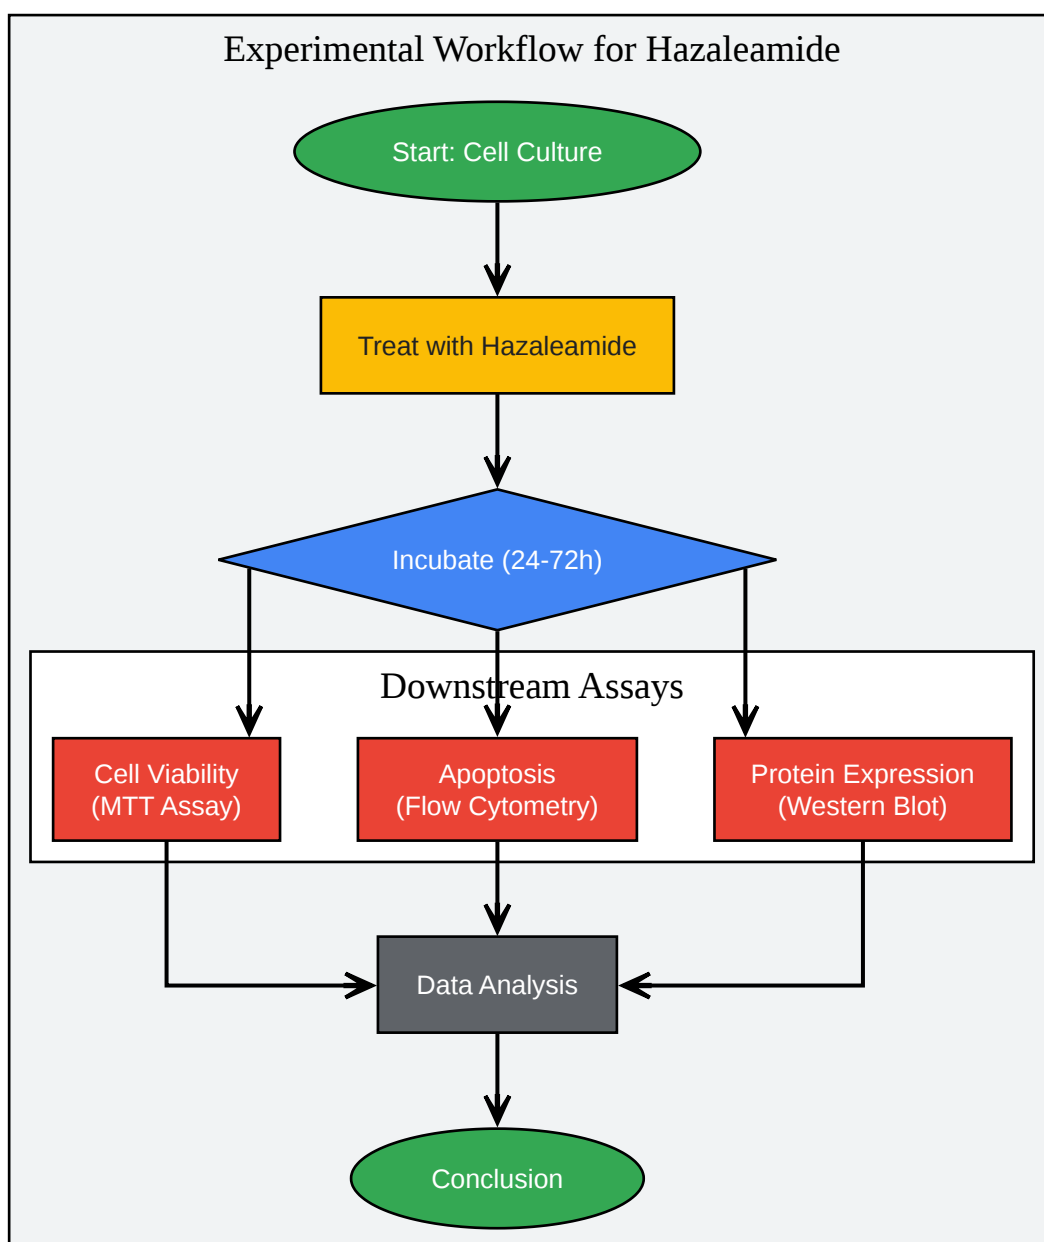 Experimental Workflow for Hazaleamide
Start: Cell Culture
Treat with Hazaleamide
Incubate (24-72h)
Downstream Assays
Cell Viability
(MTT Assay)
Apoptosis
(Flow Cytometry)
Protein Expression
(Western Blot)
Data Analysis
Conclusion